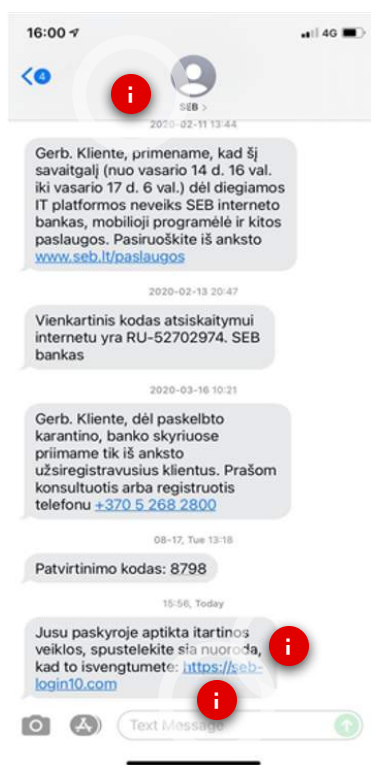 16:00
4G
4
SEB >
2020-02-11 13:44
Gerb. Kliente, primename, kad šį
savaitgalį (nuo vasario 14 d. 16 val.
iki vasario 17 d. 6 val.) dėl diegiamos
IT platformos neveiks SEB interneto
bankas, mobilioji programėlė ir kitos
paslaugos. Pasiruoškite iš anksto
www.seb.lt/paslaugos
2020-02-13 20:47
Vienkartinis kodas atsiskaitymui
internetu yra RU-52702974. SEB
bankas
2020-03-16 10:21
Gerb. Kliente, dėl paskelbto
karantino, banko skyriuose
priimame tik iš anksto
užsiregistravusius klientus. Prašom
konsultuotis arba registruotis
telefonu +370 5 268 2800
08-17, Tue 13:18
Patvirtinimo kodas: 8798
15:56, Today
Jusu paskyroje aptikta itartinos
veiklos, spustelekite sia nuoroda,
kad to isvengtumete: https://seb-
login10.com
Text Message
i
i
i